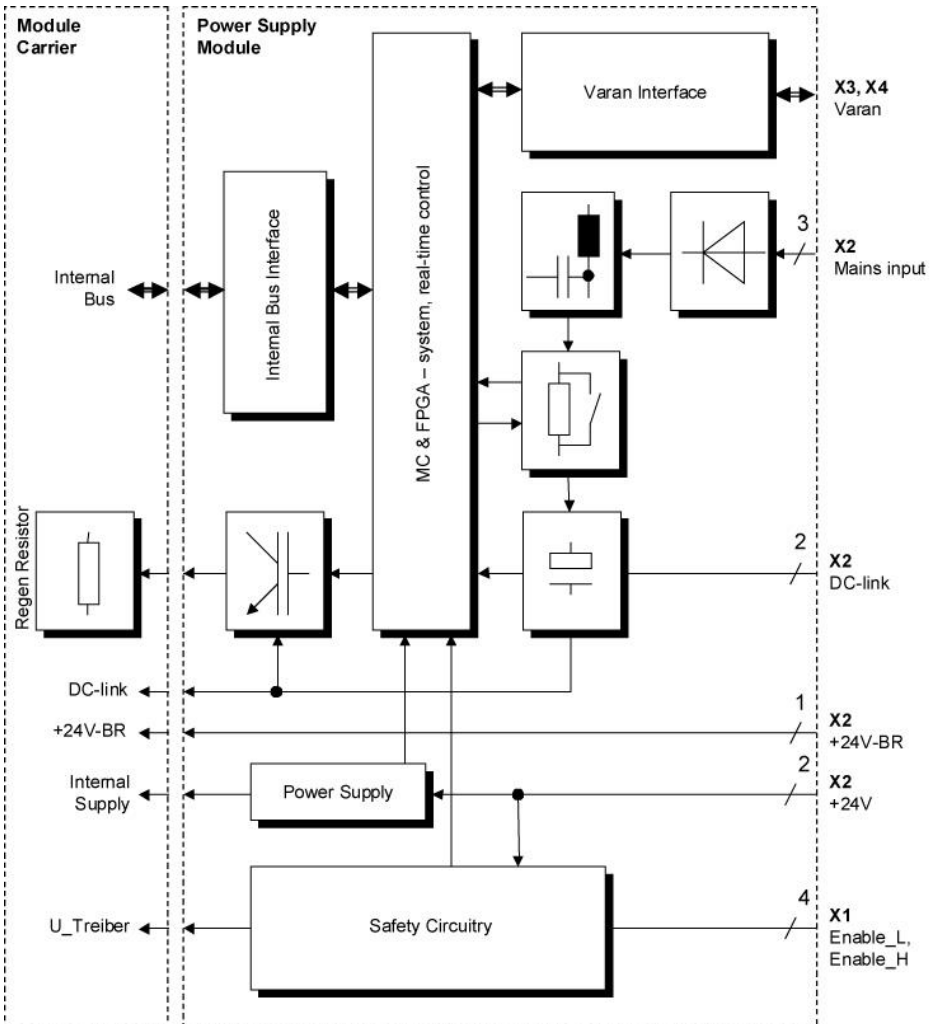 Module
Carrier
Power Supply
Module
Varan Interface
X3, X4
Varan
MC & FPGA – system, real-time control
Internal Bus Interface
3
X2
Mains input
Internal
Bus
Regen Resistor
2
X2
DC-link
DC-link
+24V-BR
1
X2
+24V-BR
Internal
Supply
Power Supply
2
X2
+24V
U_Treiber
Safety Circuitry
4
X1
Enable_L,
Enable_H